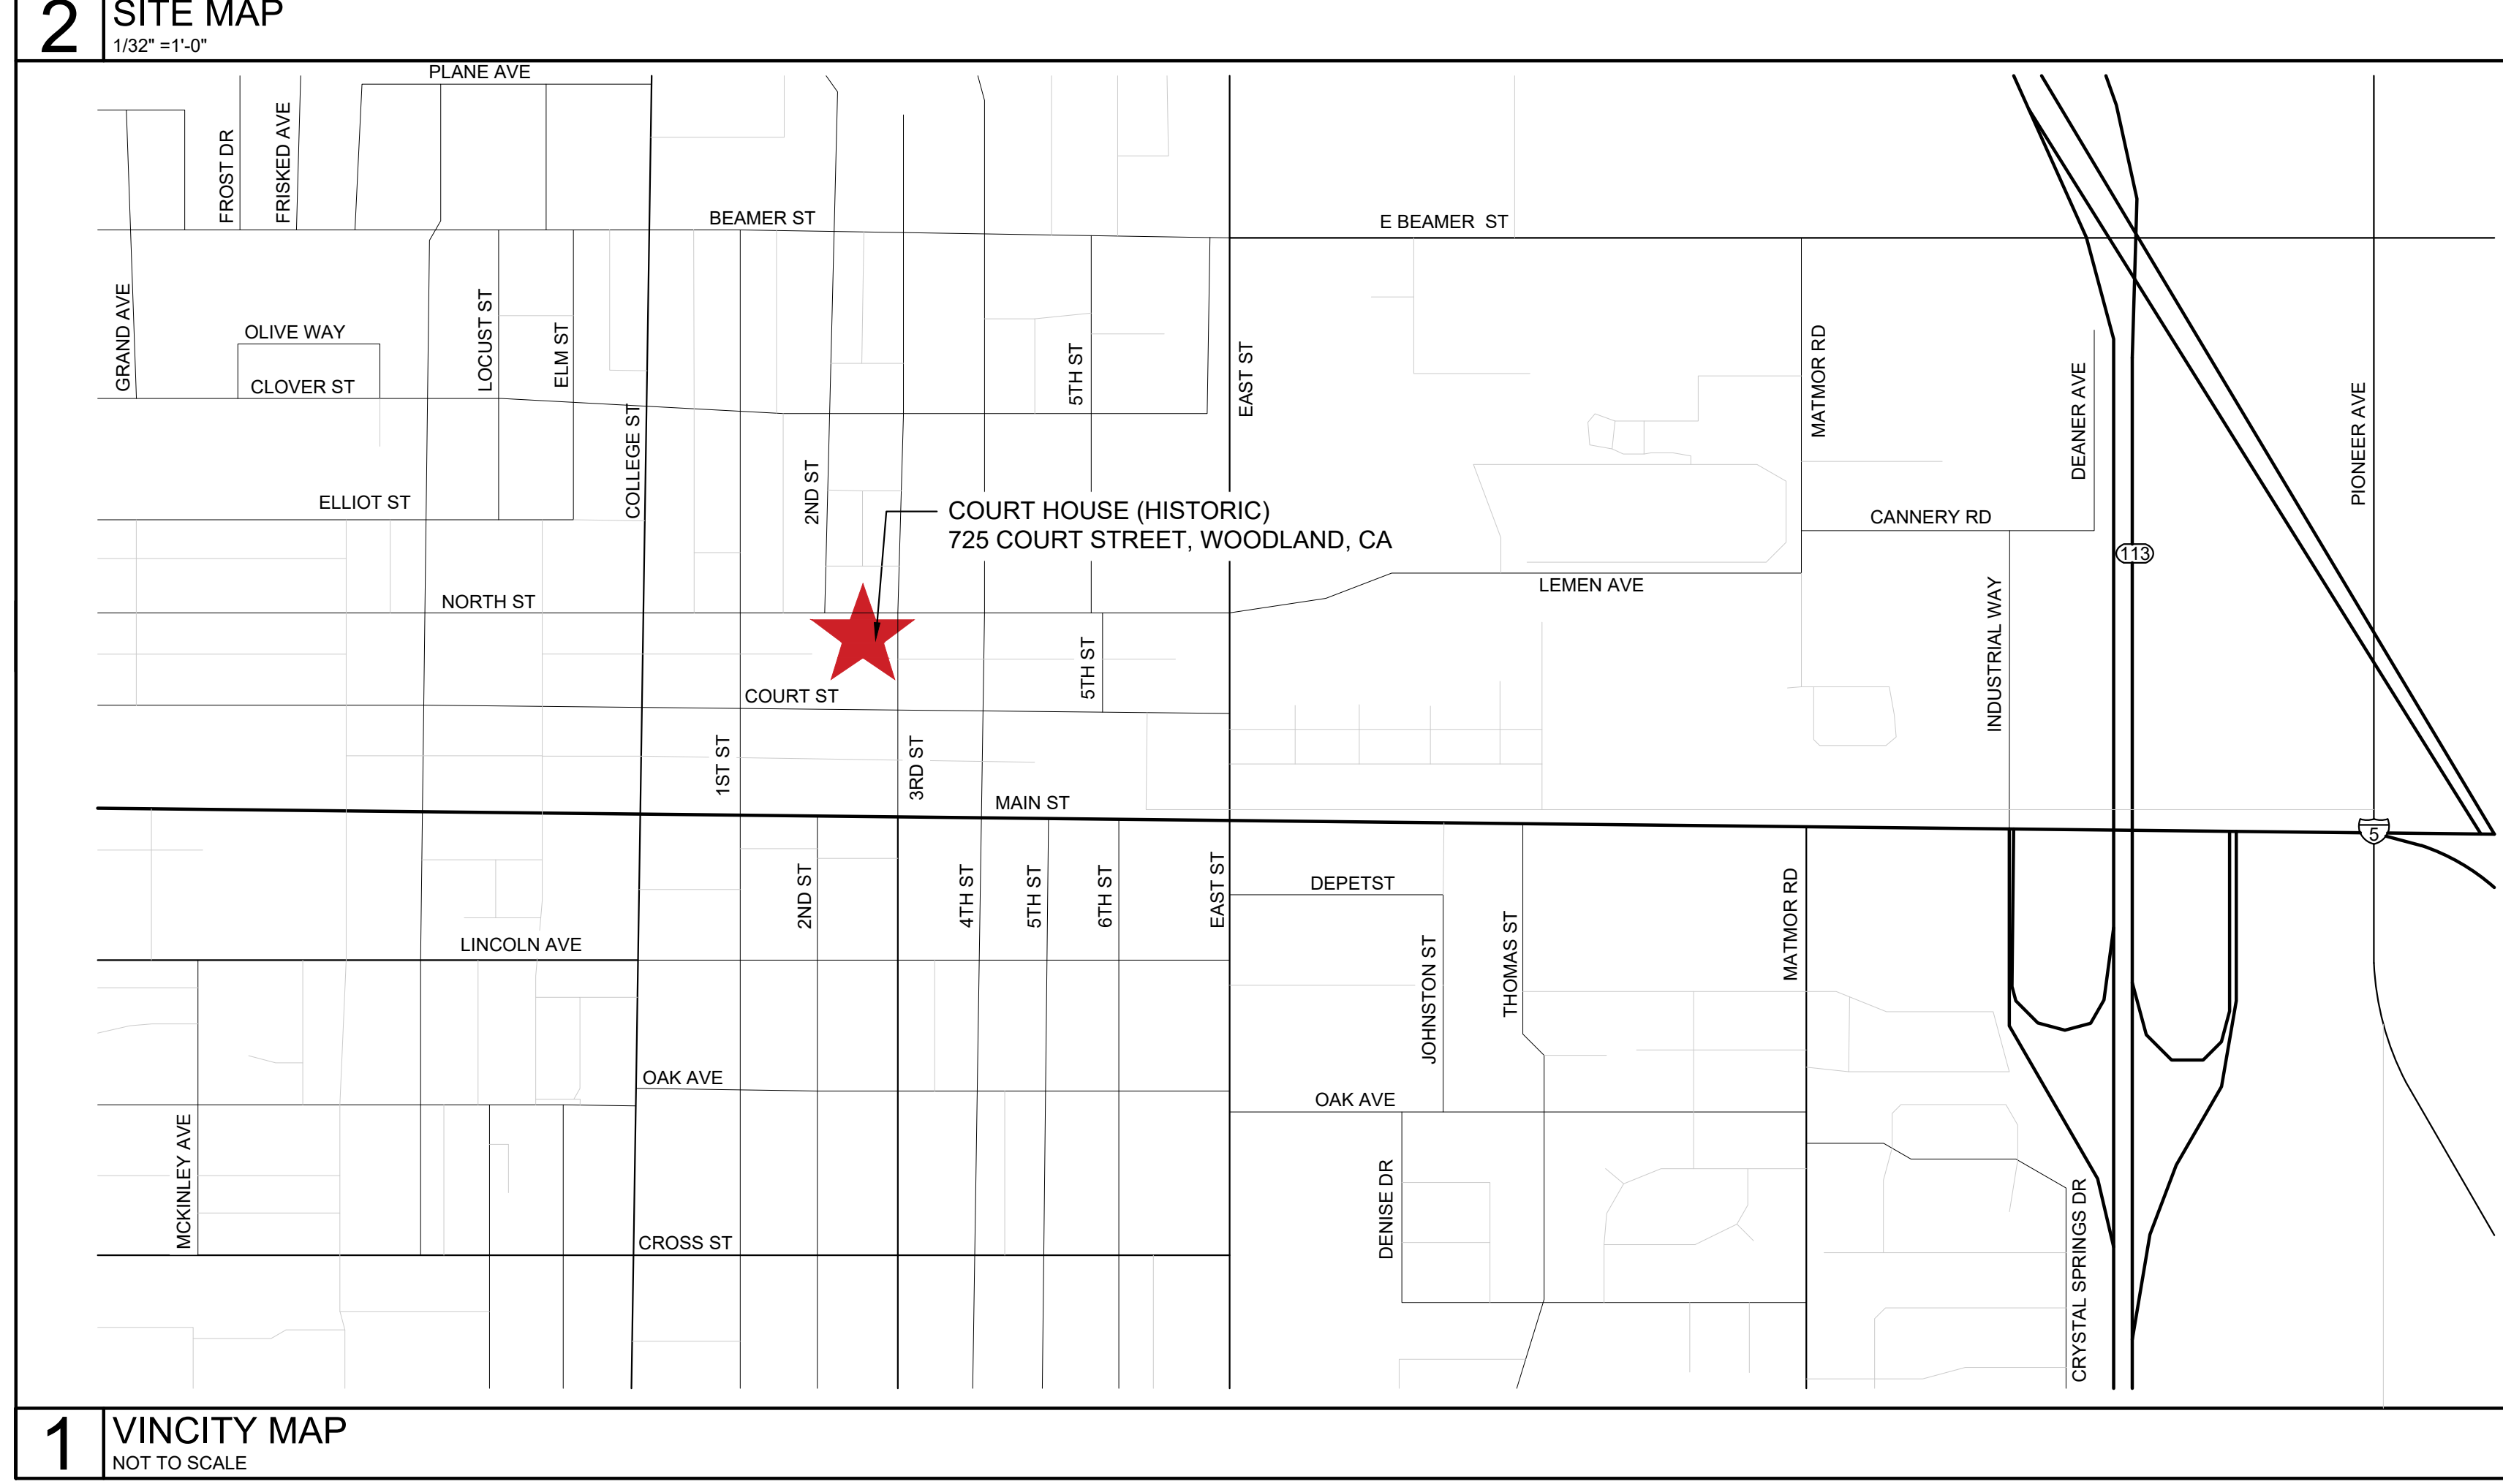 2
SITE MAP
1/32" =1'-0"
PLANE AVE
FROST DR
FRISKED AVE
BEAMER ST
E BEAMER ST
GRAND AVE
OLIVE WAY
CLOVER ST
LOCUST ST
ELM ST
COLLEGE ST
2ND ST
5TH ST
EAST ST
MATMOR RD
DEANER AVE
PIONEER AVE
ELLIOT ST
COURT HOUSE (HISTORIC)
725 COURT STREET, WOODLAND, CA
CANNERY RD
113
LEMEN AVE
NORTH ST
INDUSTRIAL WAY
5TH ST
COURT ST
1ST ST
3RD ST
MAIN ST
5
2ND ST
4TH ST
5TH ST
6TH ST
EAST ST
DEPETST
JOHNSTON ST
THOMAS ST
MATMOR RD
LINCOLN AVE
OAK AVE
OAK AVE
MCKINLEY AVE
CROSS ST
DENISE DR
CRYSTAL SPRINGS DR
1
VINCITY MAP
NOT TO SCALE